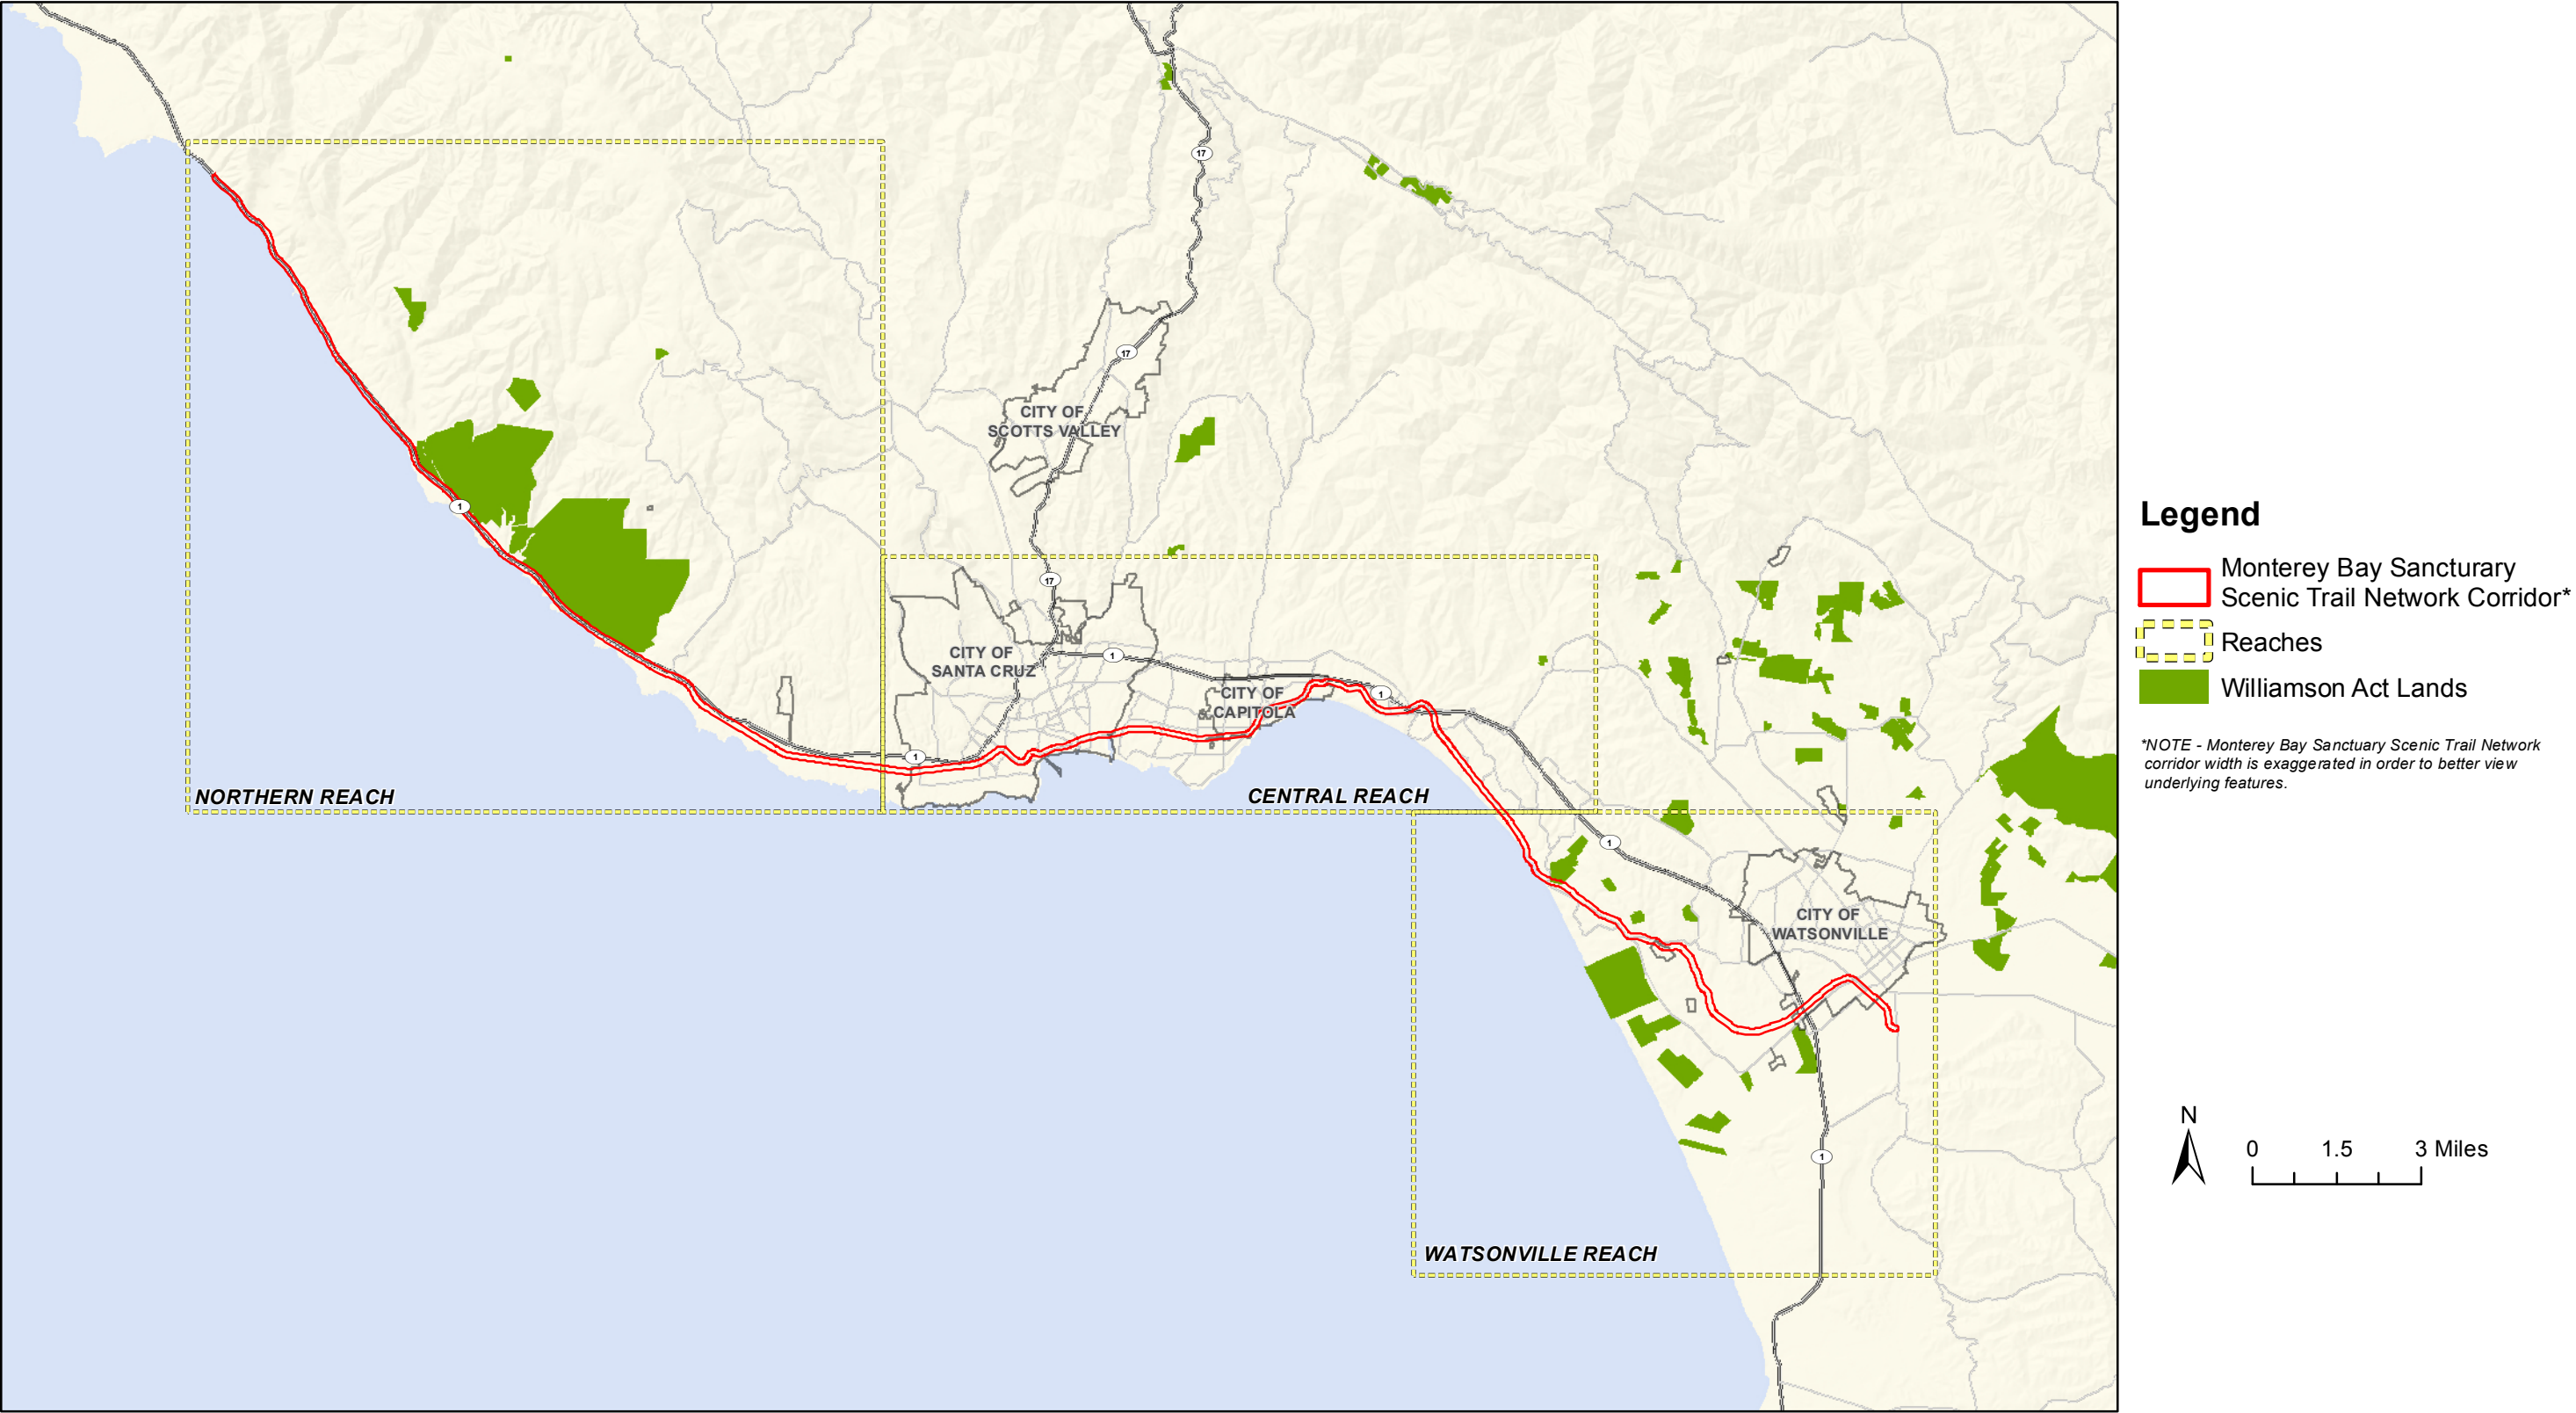 17
17
CITY OF
SCOTTS VALLEY
1
17
CITY OF
SANTA CRUZ
1
CITY OF
CAPITOLA
1
1
NORTHERN REACH
CENTRAL REACH
1
CITY OF
WATSONVILLE
1
WATSONVILLE REACH
Legend
Monterey Bay Sancturary
Scenic Trail Network Corridor*
Reaches
Williamson Act Lands
*NOTE - Monterey Bay Sanctuary Scenic Trail Network
corridor width is exaggerated in order to better view
underlying features.
N
0 1.5 3 Miles